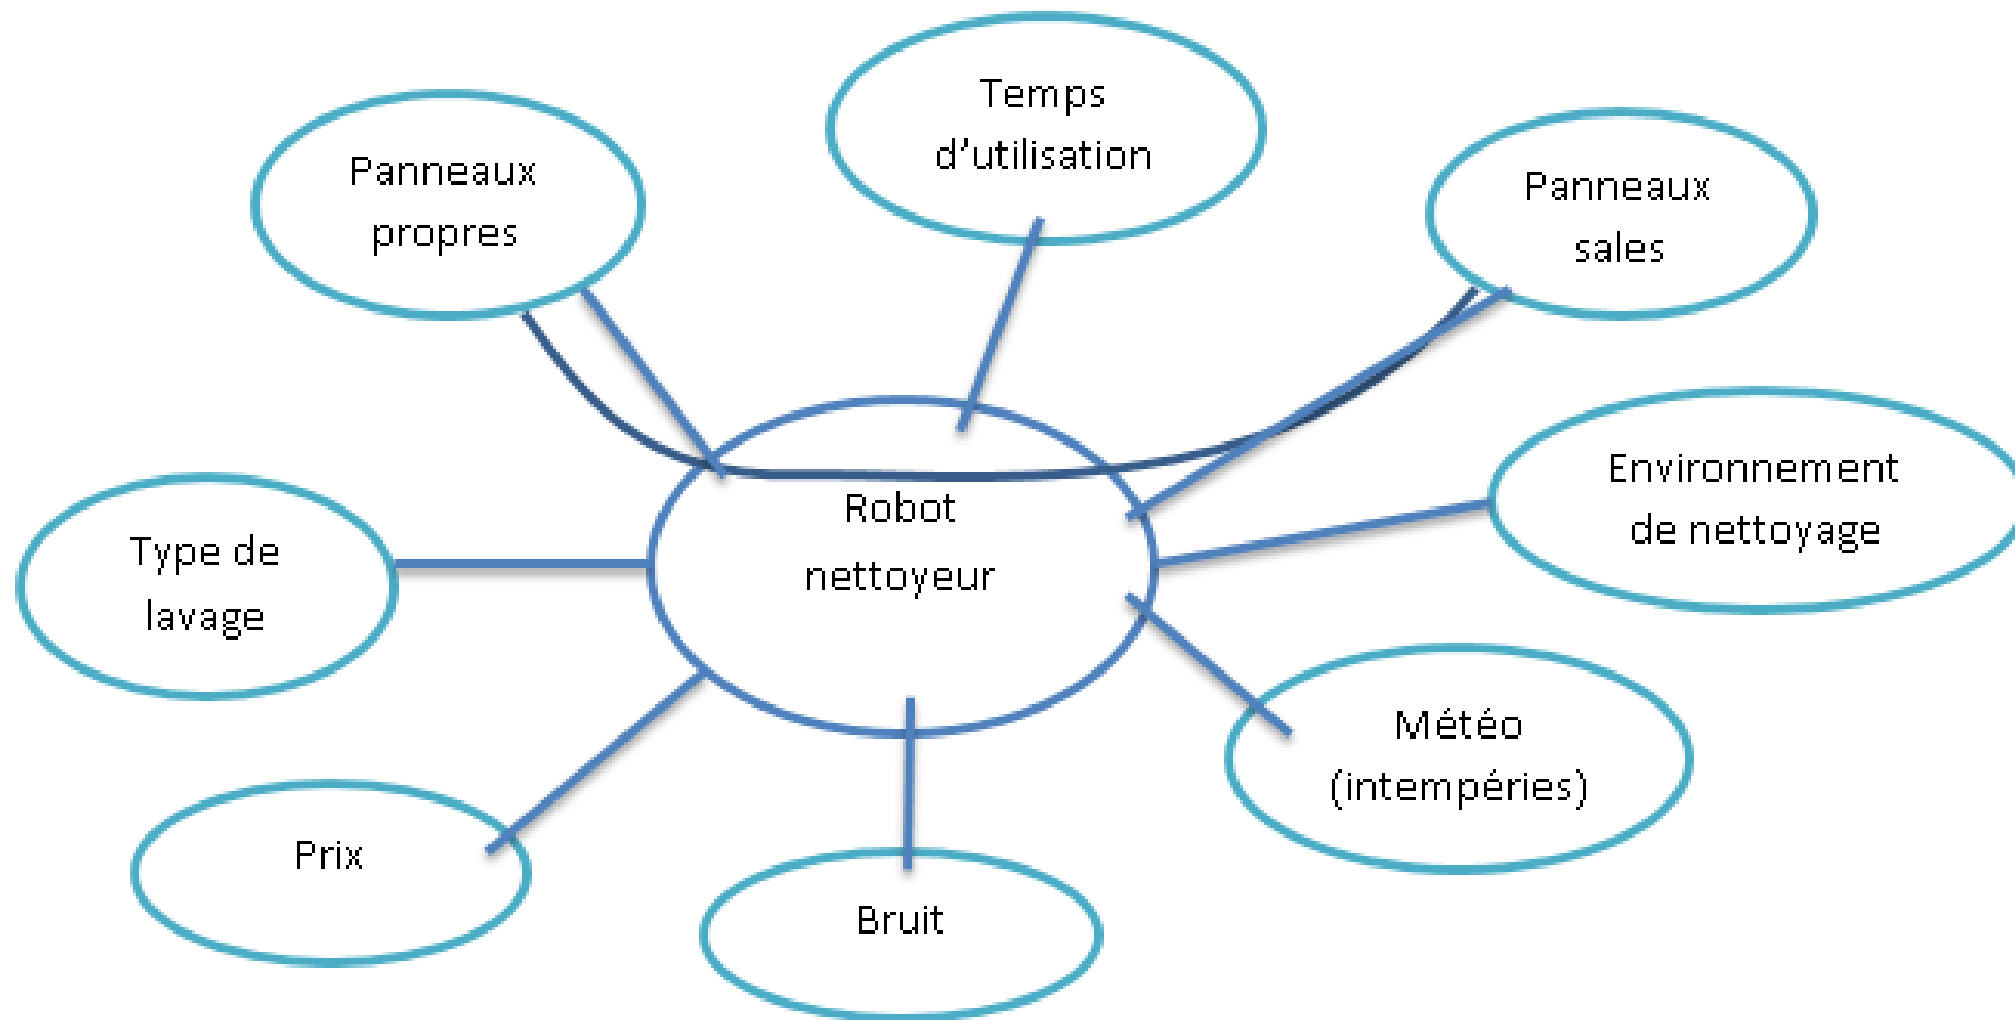 Temps
d'utilisation
Panneaux
propres
Panneaux
sales
Environnement
de nettoyage
Robot
nettoyeur
Type de
lavage
Météo
(intempéries)
Prix
Bruit